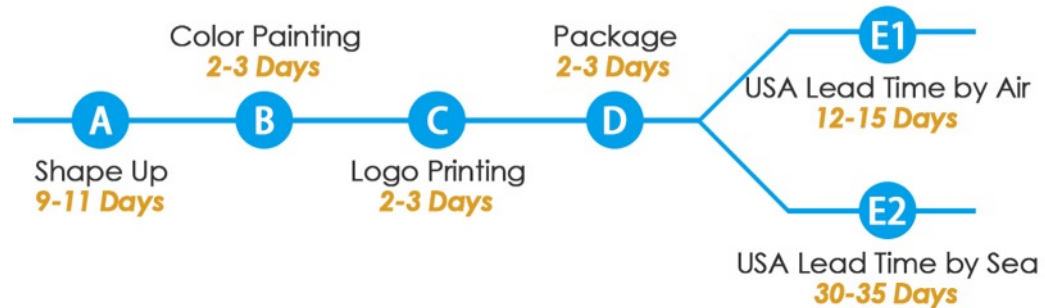 A
Shape Up
9-11 Days
Color Painting
2-3 Days
B
C
Logo Printing
2-3 Days
Package
2-3 Days
D
E1
USA Lead Time by Air
12-15 Days
E2
USA Lead Time by Sea
30-35 Days